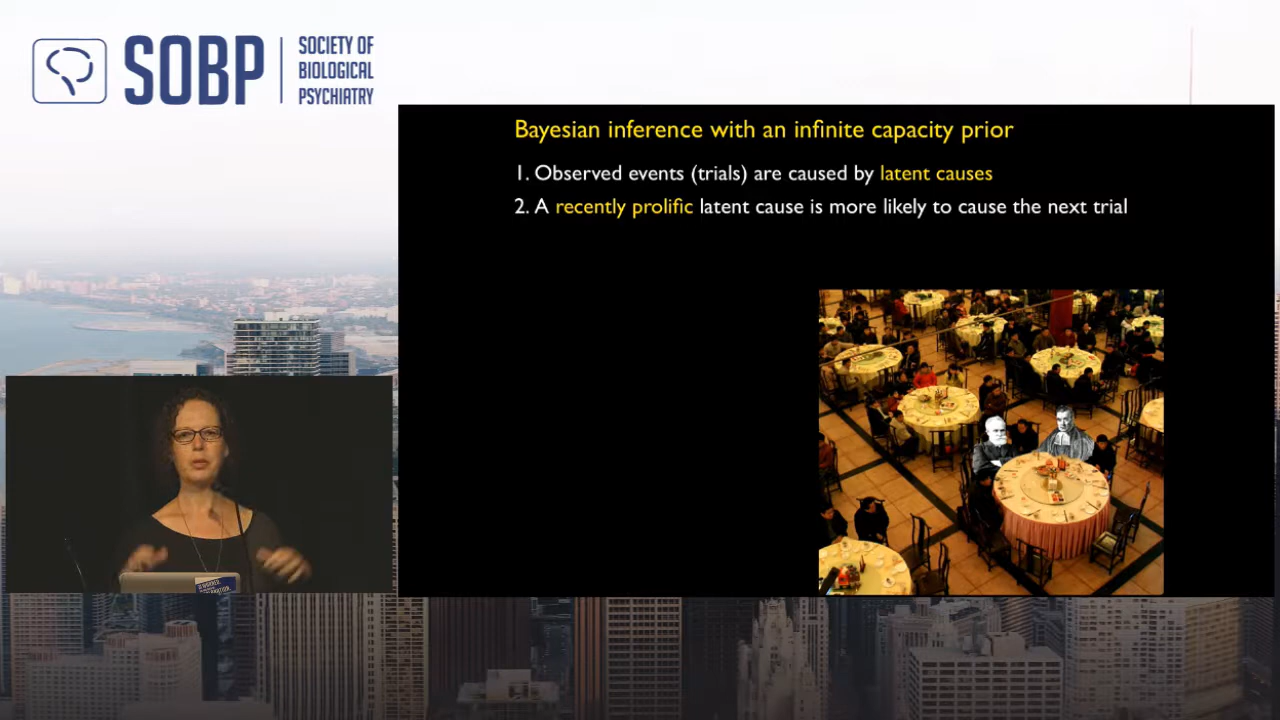 SOBP
SOCIETY OF
BIOLOGICAL
PSYCHIATRY
Bayesian inference with an infinite capacity prior
1. Observed events (trials) are caused by latent causes
2. A recently prolific latent cause is more likely to cause the next trial